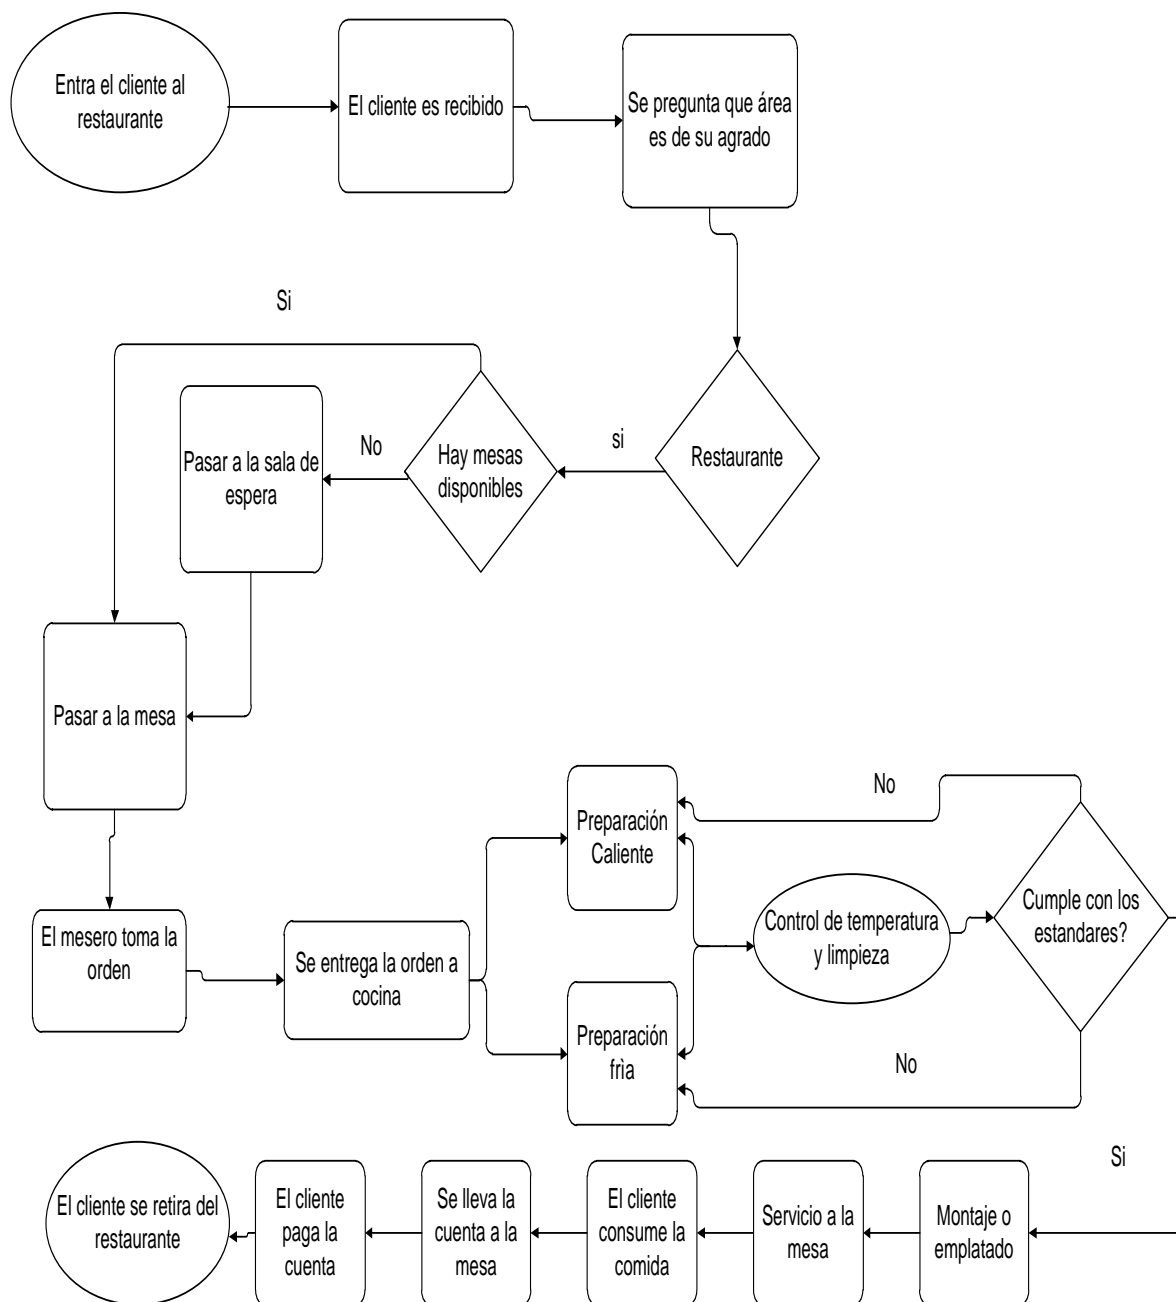 Entra el cliente al
restaurante
El cliente es recibido
Se pregunta que área
es de su agrado
Si
Restaurante
si
Hay mesas
disponibles
No
Pasar a la sala de
espera
Pasar a la mesa
El mesero toma la
orden
Se entrega la orden a
cocina
Preparación
Caliente
Preparación
frìa
Control de temperatura
y limpieza
Cumple con los
estandares?
No
No
Si
Montaje o
emplatado
Servicio a la
mesa
El cliente
consume la
comida
Se lleva la
cuenta a la
mesa
El cliente
paga la
cuenta
El cliente se retira del
restaurante